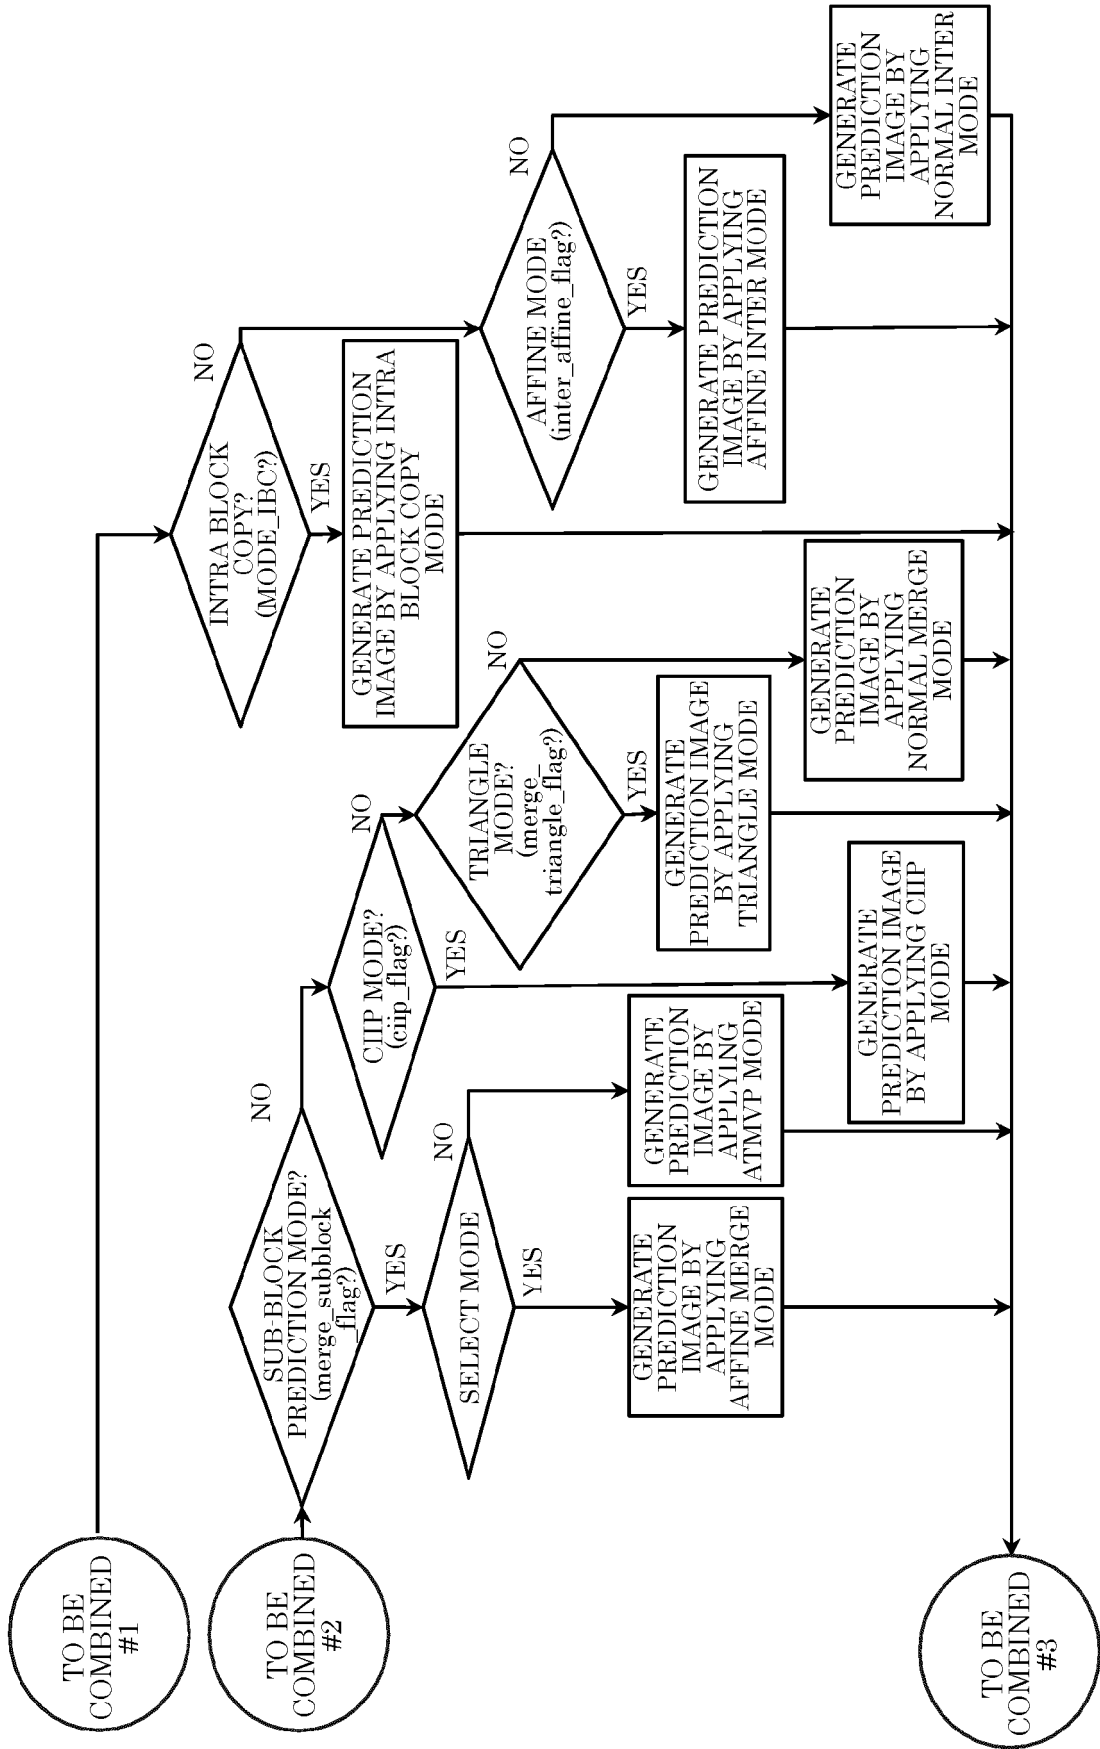 TO BE
COMBINED
#1
INTRA BLOCK
COPY?
(MODE_IBC?)
NO
YES
GENERATE PREDICTION
IMAGE BY APPLYING INTRA
BLOCK COPY
MODE
AFFINE MODE
(inter_affine_flag?)
NO
YES
GENERATE PREDICTION
IMAGE BY APPLYING
AFFINE INTER MODE
GENERATE
PREDICTION
IMAGE BY
APPLYING
NORMAL INTER
MODE
TO BE
COMBINED
#2
SUB-BLOCK
PREDICTION MODE?
(merge_subblock
_flag?)
NO
YES
SELECT MODE
NO
YES
GENERATE
PREDICTION
IMAGE BY
APPLYING
AFFINE MERGE
MODE
GENERATE
PREDICTION
IMAGE BY
APPLYING
ATMVP MODE
CIIP MODE?
(ciip_flag?)
NO
YES
GENERATE
PREDICTION IMAGE
BY APPLYING CIIP
MODE
TRIANGLE
MODE?
(merge_
triangle_flag?)
NO
YES
GENERATE
PREDICTION IMAGE
BY APPLYING
TRIANGLE MODE
GENERATE
PREDICTION
IMAGE BY
APPLYING
NORMAL MERGE
MODE
TO BE
COMBINED
#3